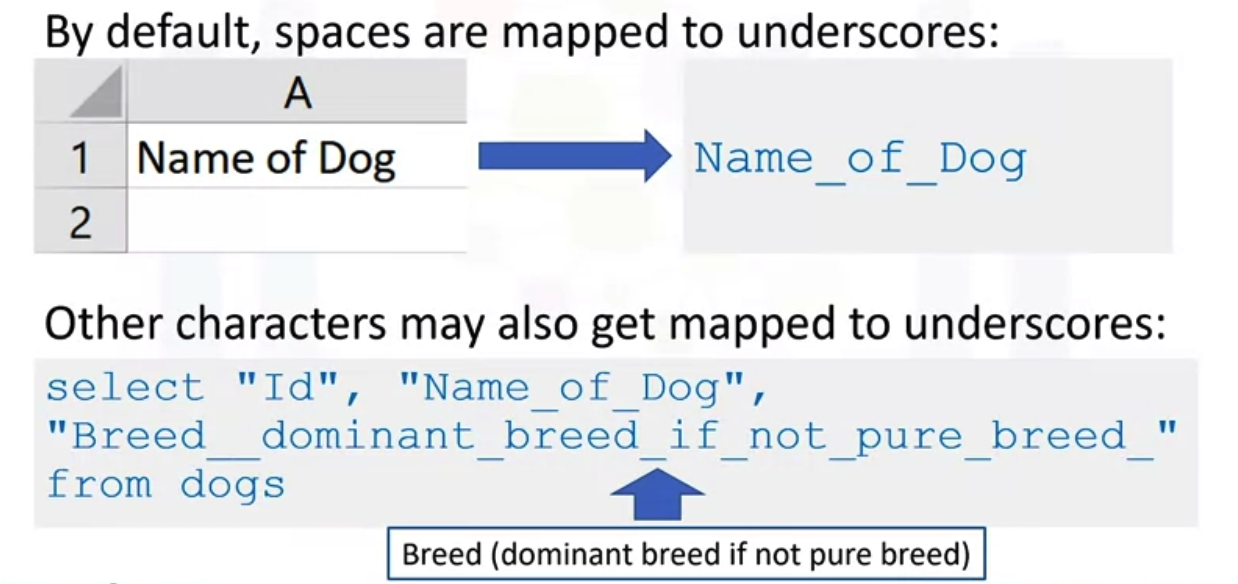 By default, spaces are mapped to underscores:
A
1 Name of Dog
Name_of_Dog
2
Other characters may also get mapped to underscores:
select "Id", "Name_of_Dog",
"Breed__dominant_breed_if_not_pure_breed_"
from dogs
Breed (dominant breed if not pure breed)